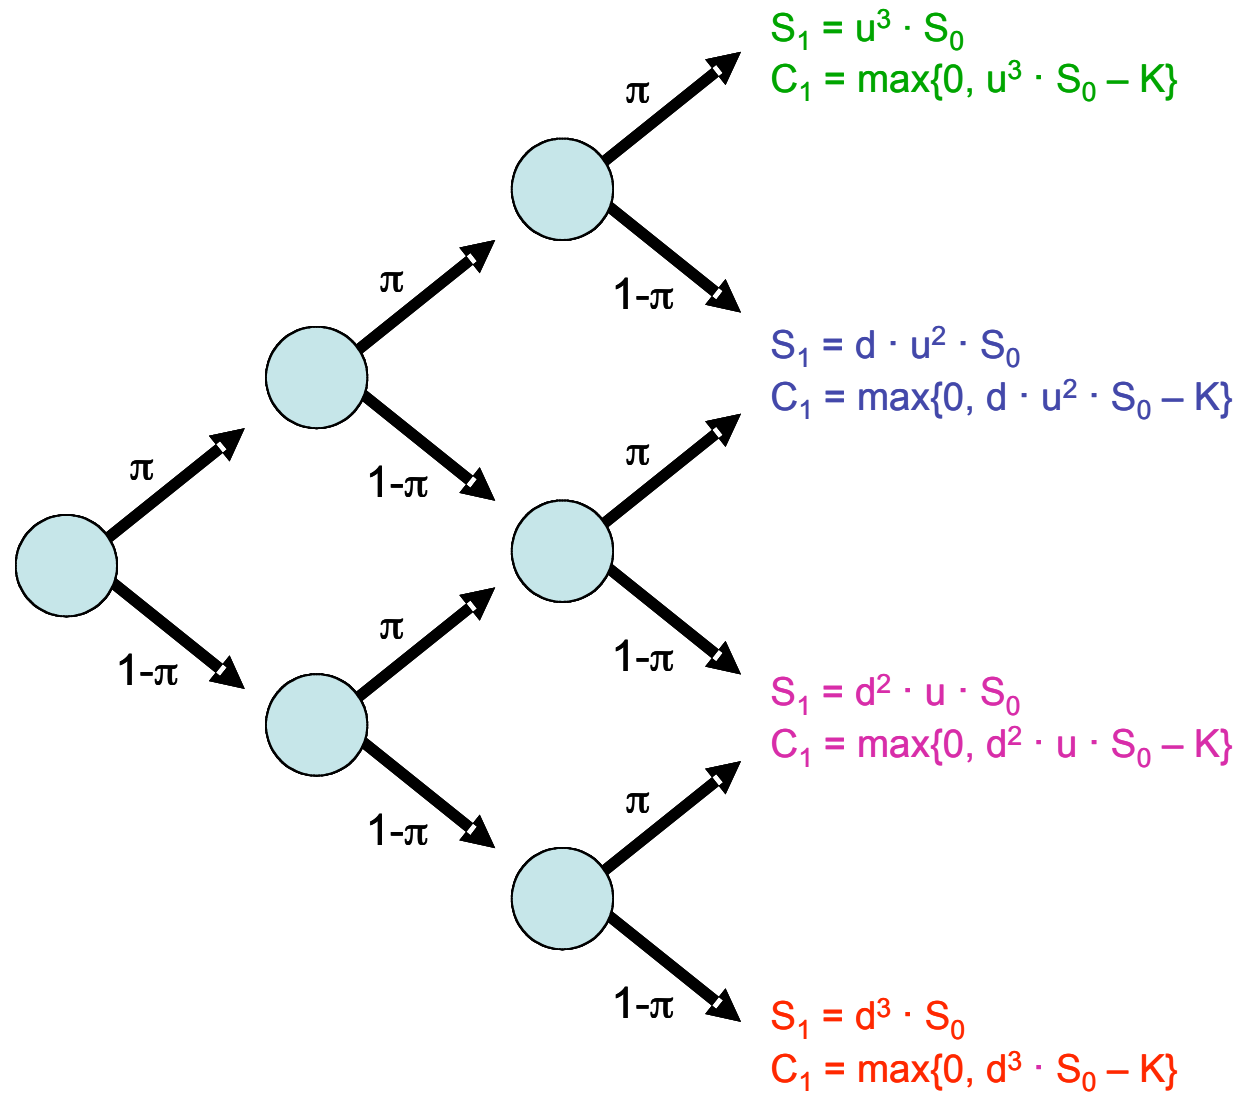 S₁ = u³ · S₀
C₁ = max{0, u³ · S₀ – K}
π
1-π
π
S₁ = d · u² · S₀
C₁ = max{0, d · u² · S₀ – K}
π
π
1-π
1-π
π
1-π
S₁ = d² · u · S₀
C₁ = max{0, d² · u · S₀ – K}
π
1-π
1-π
S₁ = d³ · S₀
C₁ = max{0, d³ · S₀ – K}